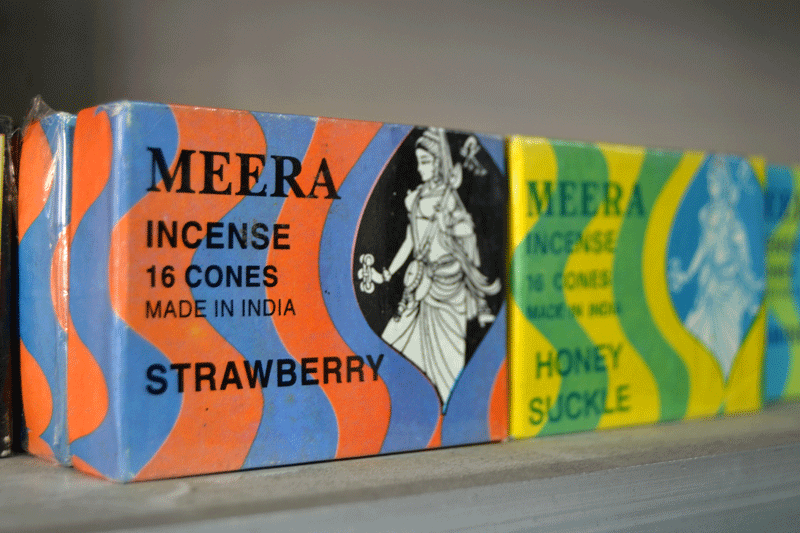 MEERA
INCENSE
16 CONES
MADE IN INDIA
STRAWBERRY
MEERA
INCENSE
16 CONES
MADE IN INDIA
HONEY
SUCKLE